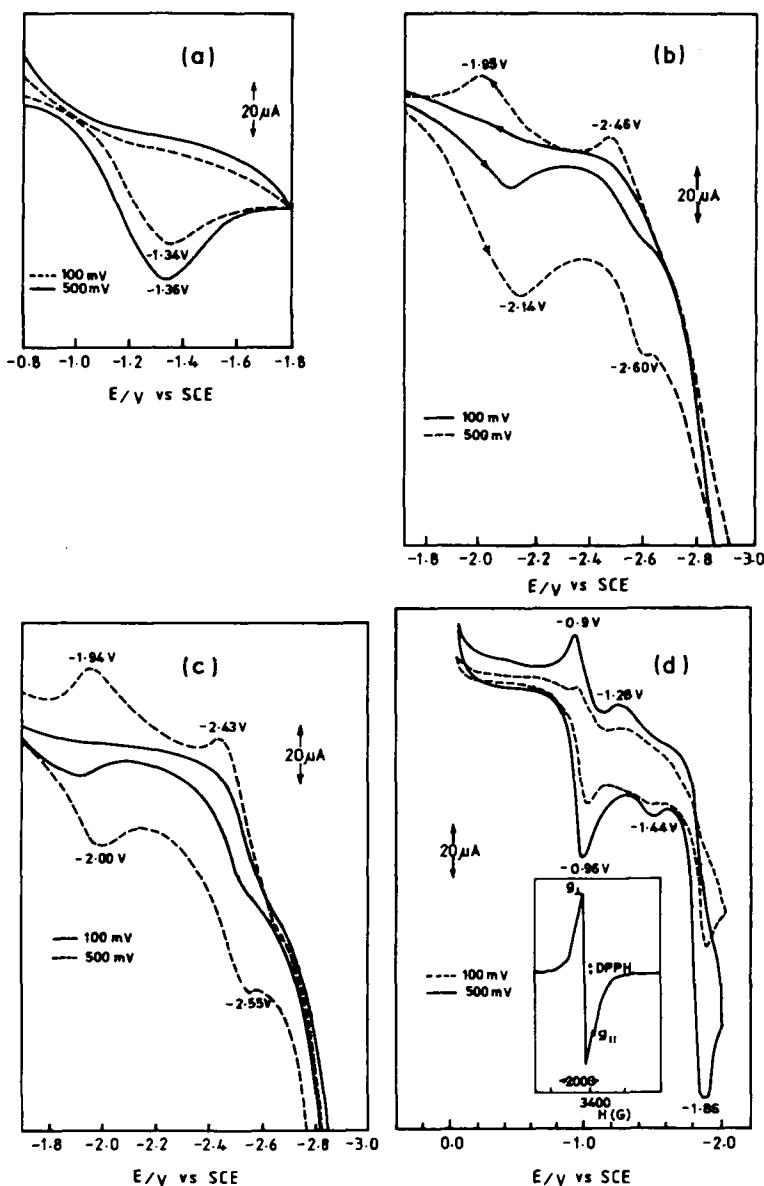 (a)
20µA
-1.34V
-1.36V
100 mV
500mV
-0.8 -1.0 -1.2 -1.4 -1.6 -1.8
E/V vs SCE
(b)
-1.95V
-2.46V
20µA
-2.14V
-2.60V
100 mV
500 mV
-1.8 -2.0 -2.2 -2.4 -2.6 -2.8 -3.0
E/V vs SCE
(c)
-1.94V
-2.43V
20µA
-2.00 V
-2.55V
100 mV
500 mV
-1.8 -2.0 -2.2 -2.4 -2.6 -2.8 -3.0
E/V vs SCE
(d)
-0.9V
-1.28V
-1.44V
20µA
-0.96V
g⊥
DPPH
g||
200G
3400
H(G)
100 mV
500 mV
-1.86
0.0 -1.0 -2.0
E/V vs SCE